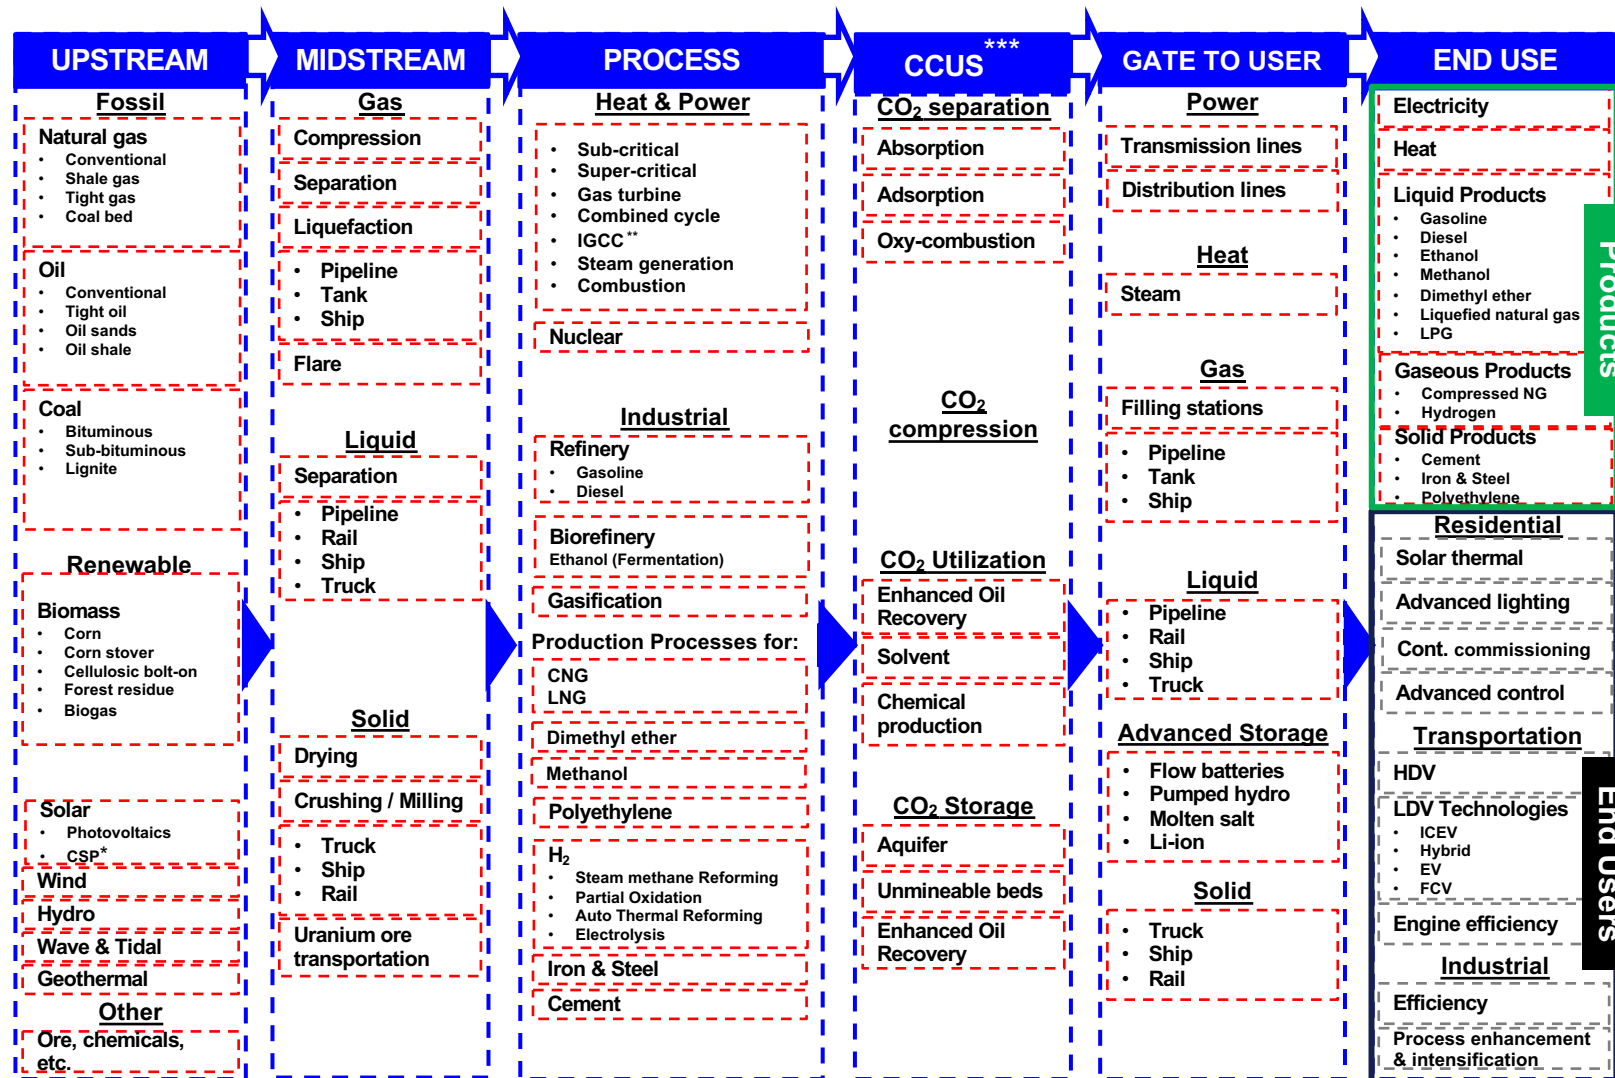 UPSTREAM
Fossil
Natural gas
• Conventional
• Shale gas
• Tight gas
• Coal bed
Oil
• Conventional
• Tight oil
• Oil sands
• Oil shale
Coal
• Bituminous
• Sub-bituminous
• Lignite
Renewable
Biomass
• Corn
• Corn stover
• Cellulosic bolt-on
• Forest residue
• Biogas
Solar
• Photovoltaics
• CSP*
Wind
Hydro
Wave & Tidal
Geothermal
Other
Ore, chemicals,
etc.
MIDSTREAM
Gas
Compression
Separation
Liquefaction
• Pipeline
• Tank
• Ship
Flare
Liquid
Separation
• Pipeline
• Rail
• Ship
• Truck
Solid
Drying
Crushing / Milling
• Truck
• Ship
• Rail
Uranium ore
transportation
PROCESS
Heat & Power
• Sub-critical
• Super-critical
• Gas turbine
• Combined cycle
• IGCC**
• Steam generation
• Combustion
Nuclear
Industrial
Refinery
• Gasoline
• Diesel
Biorefinery
Ethanol (Fermentation)
Gasification
Production Processes for:
CNG
LNG
Dimethyl ether
Methanol
Polyethylene
H2
• Steam methane Reforming
• Partial Oxidation
• Auto Thermal Reforming
• Electrolysis
Iron & Steel
Cement
CCUS***
CO2 separation
Absorption
Adsorption
Oxy-combustion
CO2
compression
CO2 Utilization
Enhanced Oil
Recovery
Solvent
Chemical
production
CO2 Storage
Aquifer
Unmineable beds
Enhanced Oil
Recovery
GATE TO USER
Power
Transmission lines
Distribution lines
Heat
Steam
Gas
Filling stations
• Pipeline
• Tank
• Ship
Liquid
• Pipeline
• Rail
• Ship
• Truck
Advanced Storage
• Flow batteries
• Pumped hydro
• Molten salt
• Li-ion
Solid
• Truck
• Ship
• Rail
END USE
Electricity
Heat
Liquid Products
• Gasoline
• Diesel
• Ethanol
• Methanol
• Dimethyl ether
• Liquefied natural gas
• LPG
Gaseous Products
• Compressed NG
• Hydrogen
Solid Products
• Cement
• Iron & Steel
• Polyethylene
Products
Residential
Solar thermal
Advanced lighting
Cont. commissioning
Advanced control
Transportation
HDV
LDV Technologies
• ICEV
• Hybrid
• EV
• FCV
Engine efficiency
Industrial
Efficiency
Process enhancement
& intensification
End Users